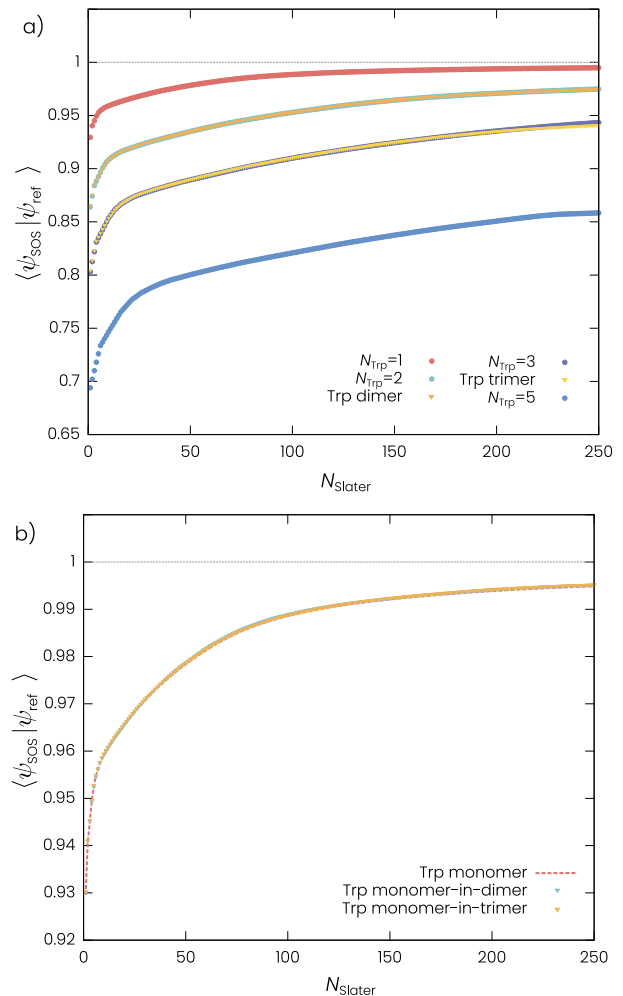 a)
1
0.95
0.9
0.85
0.8
0.75
0.7
0.65
⟨ψSOS|ψref⟩
NTrp=1
NTrp=2
Trp dimer
NTrp=3
Trp trimer
NTrp=5
0 50 100 150 200 250
NSlater
b)
1
0.99
0.98
0.97
0.96
0.95
0.94
0.93
0.92
⟨ψSOS|ψref⟩
Trp monomer
Trp monomer-in-dimer
Trp monomer-in-trimer
0 50 100 150 200 250
NSlater